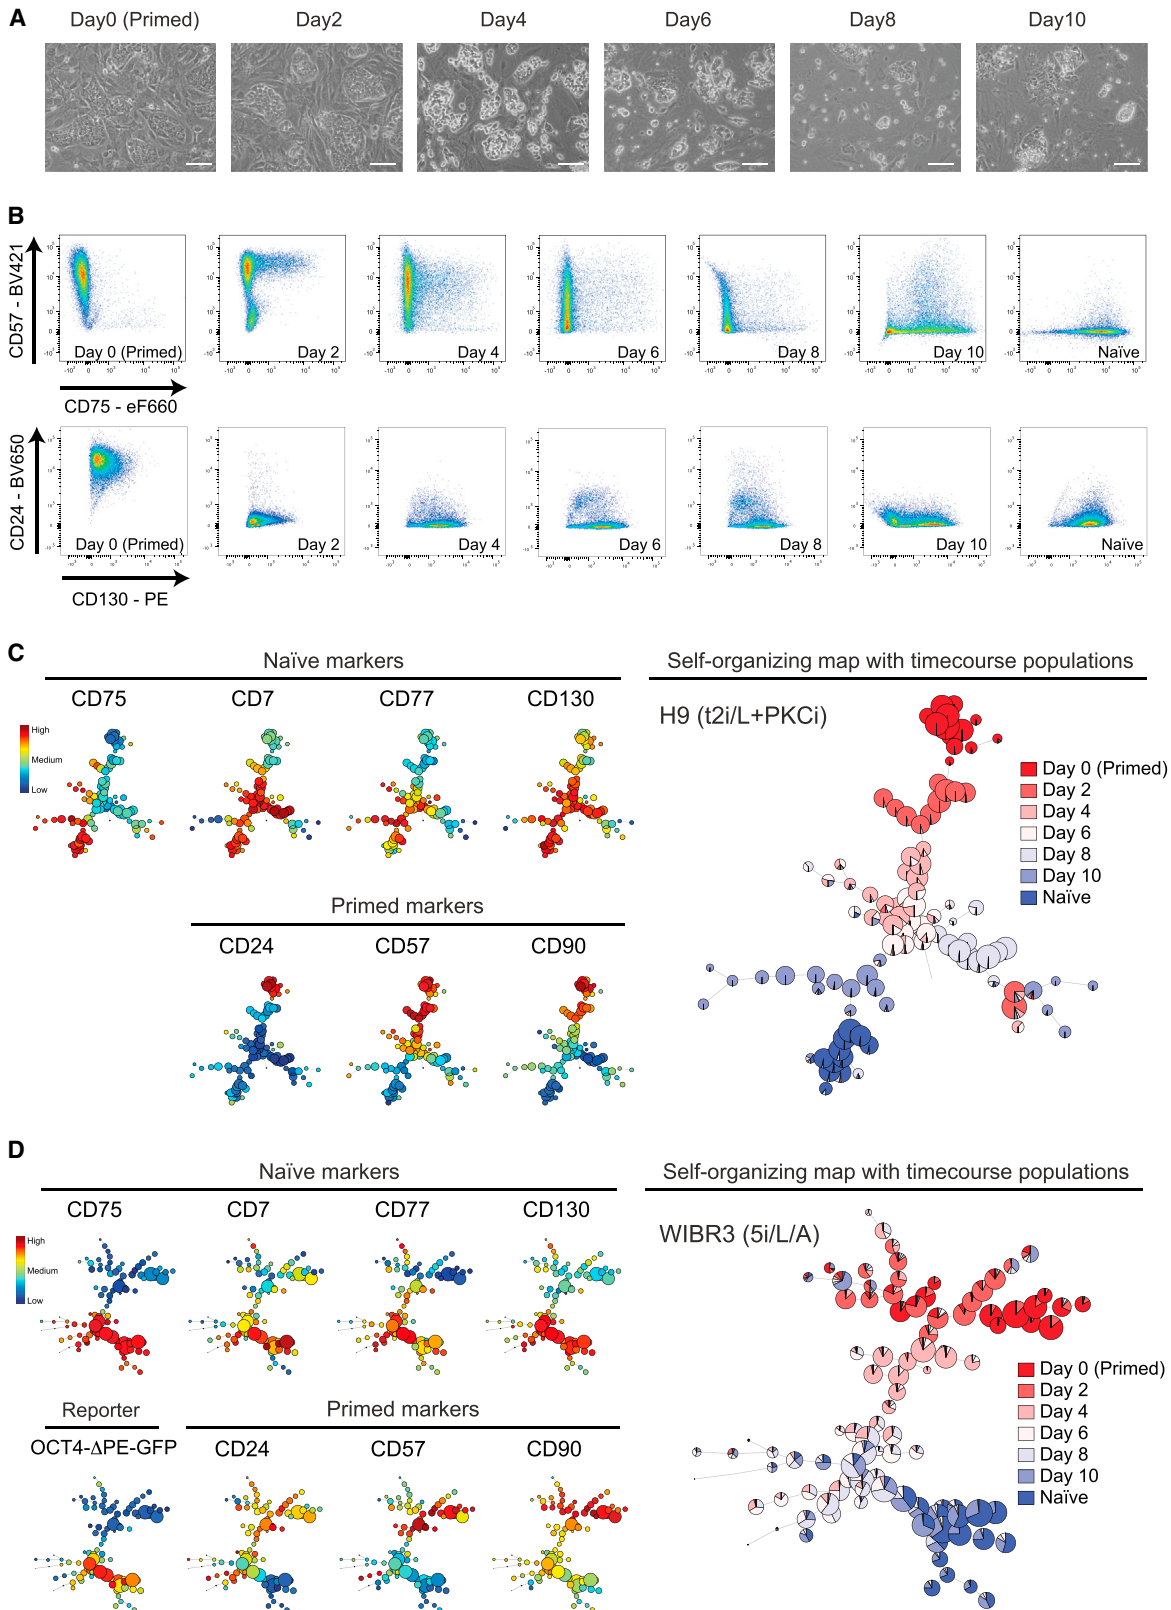 A
Day0 (Primed)
Day2
Day4
Day6
Day8
Day10
B
CD57 - BV421
Day 0 (Primed)
Day 2
Day 4
Day 6
Day 8
Day 10
Naïve
CD75 - eF660
CD24 - BV650
Day 0 (Primed)
Day 2
Day 4
Day 6
Day 8
Day 10
Naïve
CD130 - PE
C
Naïve markers
CD75
CD7
CD77
CD130
High
Medium
Low
Primed markers
CD24
CD57
CD90
Self-organizing map with timecourse populations
H9 (t2i/L+PKCi)
Day 0 (Primed)
Day 2
Day 4
Day 6
Day 8
Day 10
Naïve
D
Naïve markers
CD75
CD7
CD77
CD130
High
Medium
Low
Reporter
OCT4-ΔPE-GFP
Primed markers
CD24
CD57
CD90
Self-organizing map with timecourse populations
WIBR3 (5i/L/A)
Day 0 (Primed)
Day 2
Day 4
Day 6
Day 8
Day 10
Naïve